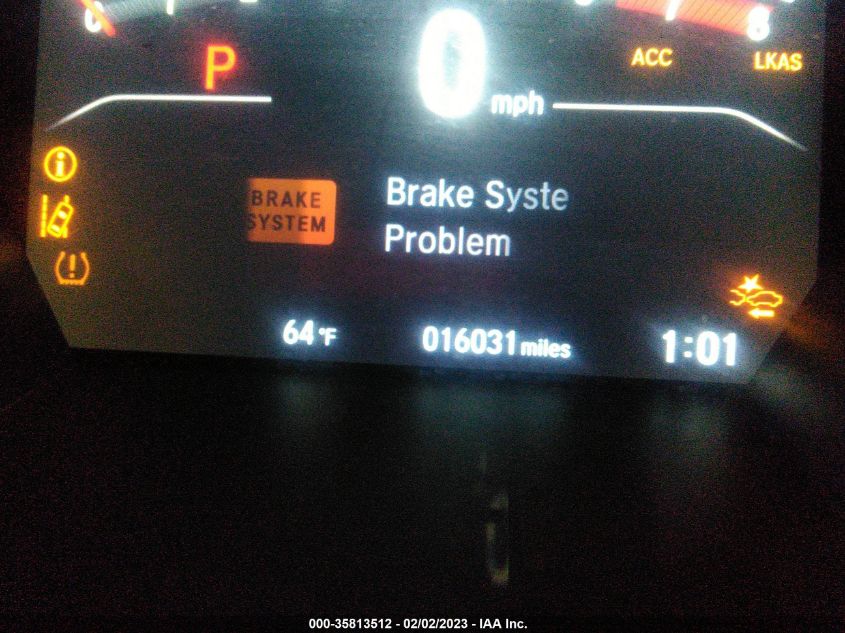 8
P
0
mph
ACC
LKAS
BRAKE
SYSTEM
Brake Syste
Problem
64°F
016031 miles
1:01
000-35813512 - 02/02/2023 - IAA Inc.